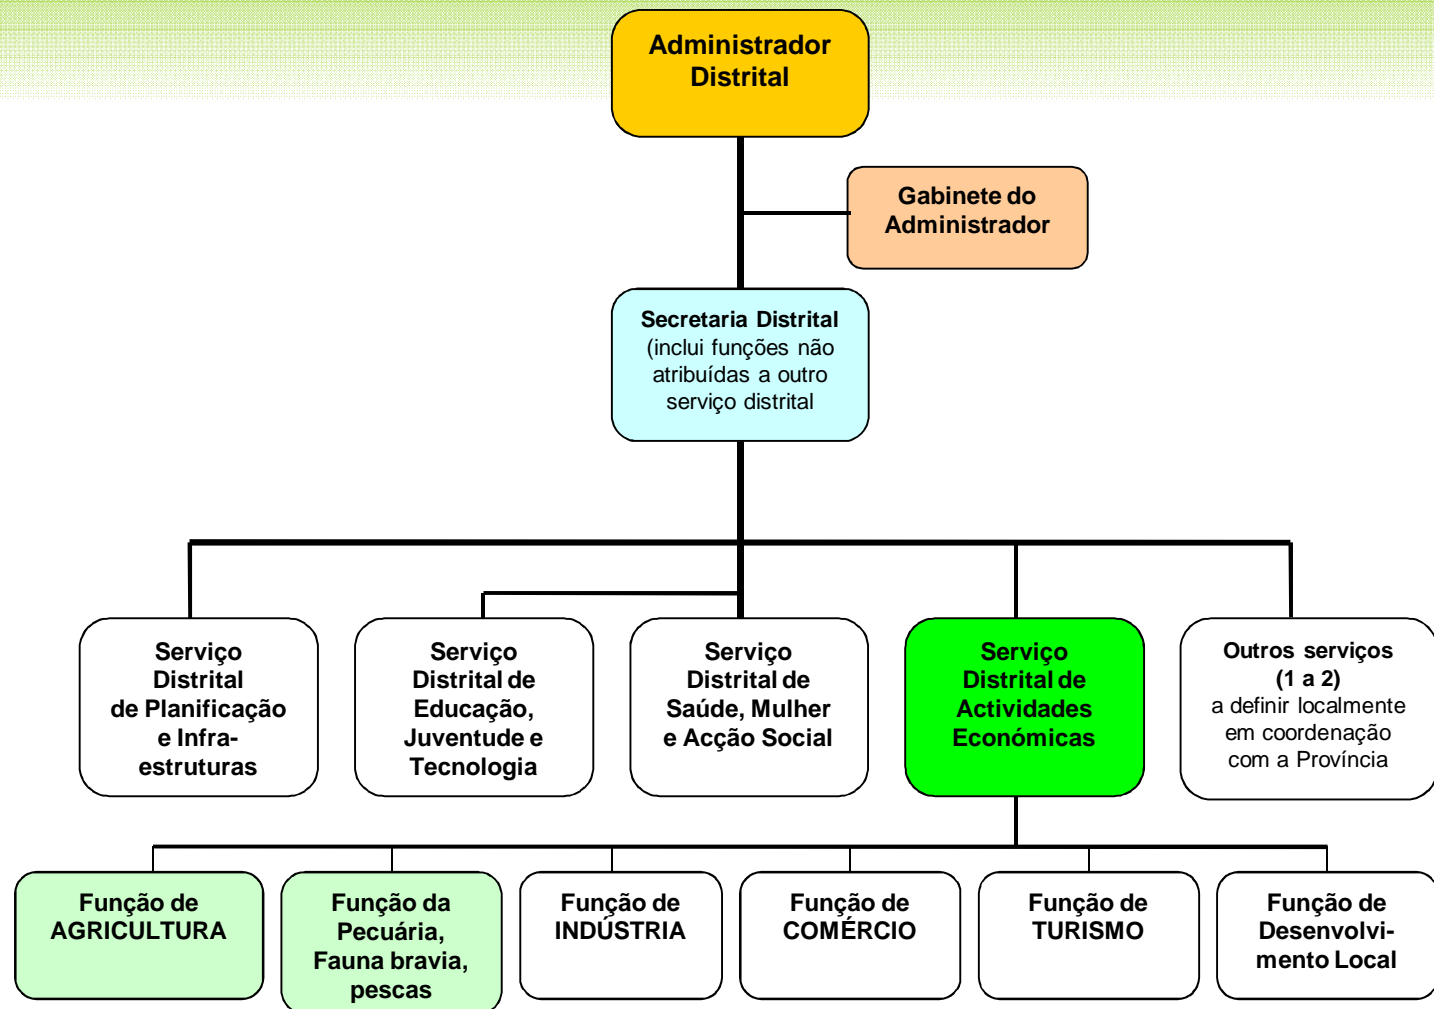 Administrador
Distrital
Gabinete do
Administrador
Secretaria Distrital
(inclui funções não
atribuídas a outro
serviço distrital
Serviço
Distrital
de Planificação
e Infra-
estruturas
Serviço
Distrital de
Educação,
Juventude e
Tecnologia
Serviço
Distrital de
Saúde, Mulher
e Acção Social
Serviço
Distrital de
Actividades
Económicas
Outros serviços
(1 a 2)
a definir localmente
em coordenação
com a Província
Função de
AGRICULTURA
Função da
Pecuária,
Fauna bravia,
pescas
Função de
INDÚSTRIA
Função de
COMÉRCIO
Função de
TURISMO
Função de
Desenvolvi-
mento Local